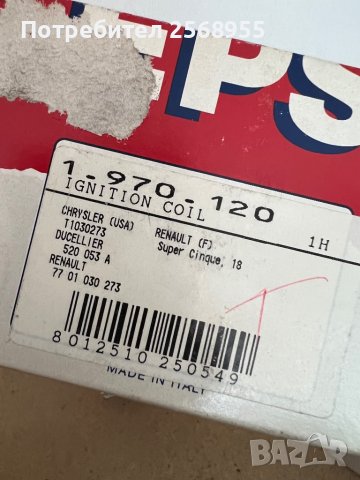 Потребител 2568955
EPS
1-970-120
IGNITION COIL
1H
CHRYSLER (USA)
T1030273
DUCELLIER
520 053 A
RENAULT
77 01 030 273
RENAULT (F)
Super Cinque, 18
8 012510 250549
MADE IN ITALY
BAZAR